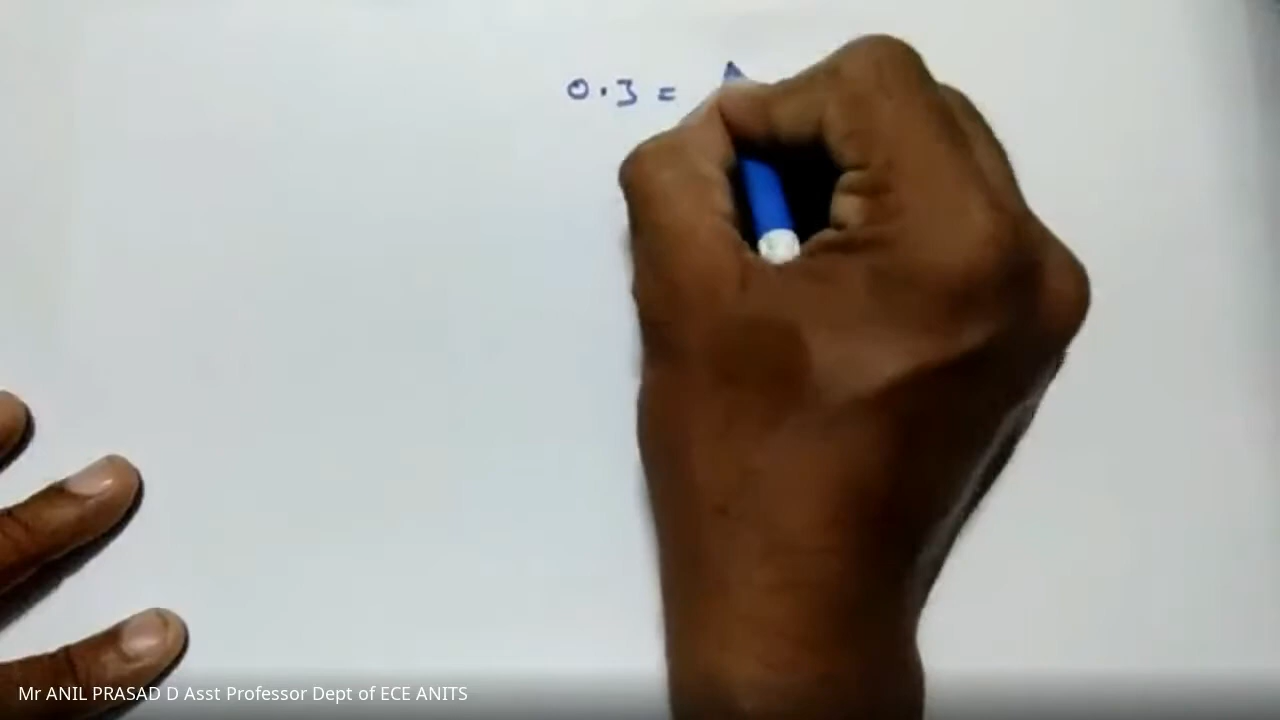 0.3 =
Mr ANIL PRASAD D Asst Professor Dept of ECE ANITS